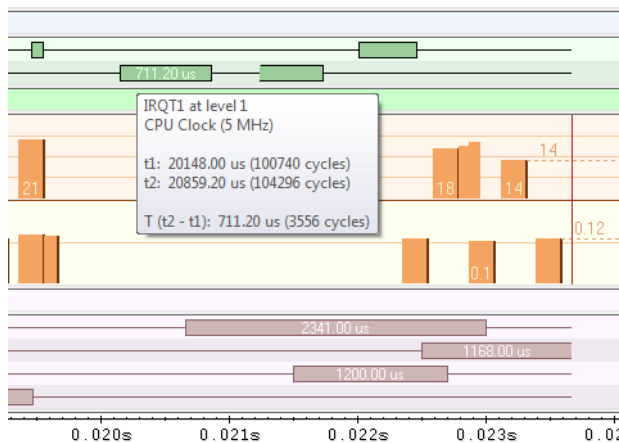 711.20 us
IRQT1 at level 1
CPU Clock (5 MHz)
t1: 20148.00 us (100740 cycles)
t2: 20859.20 us (104296 cycles)
T (t2 - t1): 711.20 us (3556 cycles)
14
21
18
14
0.12
0.1
2341.00 us
1168.00 us
1200.00 us
0.020s 0.021s 0.022s 0.023s